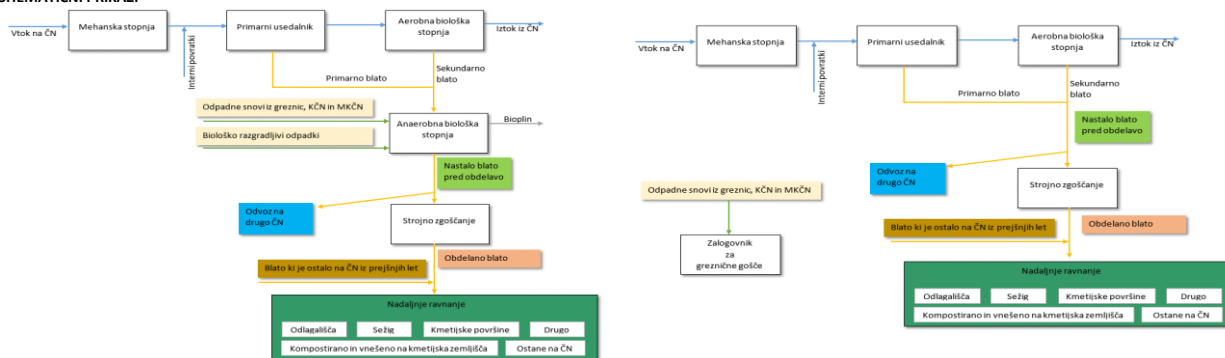 SHEMATIČNI PRIKAZI
Vtok na ČN
Mehanska stopnja
Interni povratki
Primarni usedalnik
Aerobna biološka
stopnja
Iztok iz ČN
Primarno blato
Sekundarno
blato
Odpadne snovi iz greznic, KČN in MKČN
Biološko razgradljivi odpadki
Anaerobna biološka
stopnja
Bioplin
Nastalo blato
pred obdelavo
Odvoz na
drugo ČN
Strojno zgoščanje
Obdelano blato
Blato ki je ostalo na ČN iz prejšnjih let
Nadaljnje ravnanje
Odlagališča
Sežig
Kmetijske površine
Drugo
Kompostirano in vnešeno na kmetijska zemljišča
Ostane na ČN
Vtok na ČN
Mehanska stopnja
Interni povratki
Primarni usedalnik
Aerobna biološka
stopnja
Iztok iz ČN
Primarno blato
Sekundarno
blato
Nastalo blato
pred obdelavo
Odvoz na
drugo ČN
Strojno zgoščanje
Odpadne snovi iz greznic, KČN in MKČN
Zalogovnik
za
greznične gošče
Blato ki je ostalo na ČN iz prejšnjih let
Obdelano blato
Nadaljnje ravnanje
Odlagališča
Sežig
Kmetijske površine
Drugo
Kompostirano in vnešeno na kmetijska zemljišča
Ostane na ČN